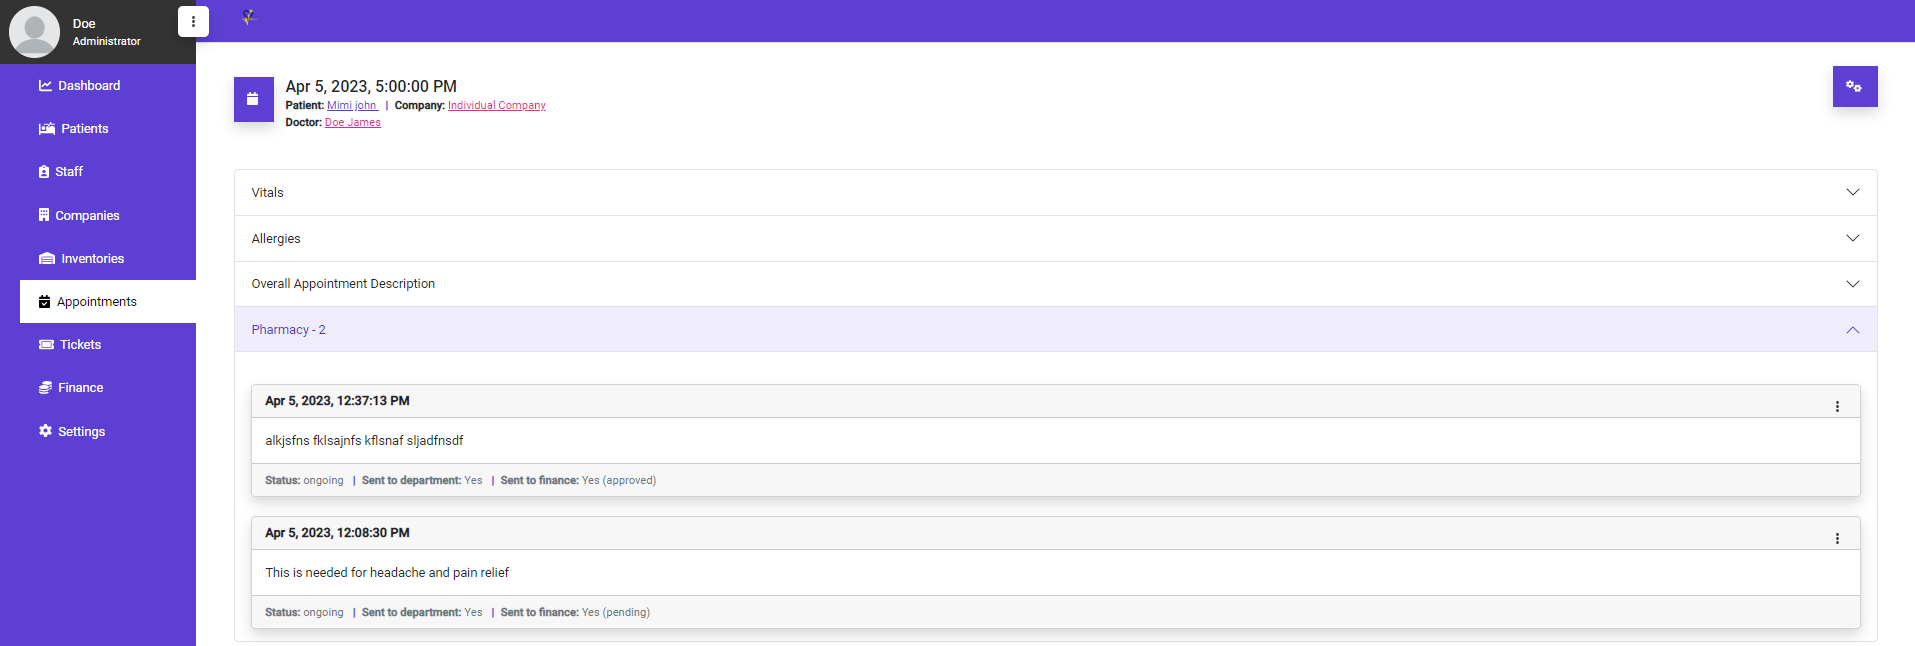 Doe
Administrator
Dashboard
Patients
Staff
Companies
Inventories
Appointments
Tickets
Finance
Settings
Apr 5, 2023, 5:00:00 PM
Patient: Mimi john | Company: Individual Company
Doctor: Doe James
Vitals
Allergies
Overall Appointment Description
Pharmacy - 2
Apr 5, 2023, 12:37:13 PM
alkjsfns fklsajnfs kflsnaf sljadfnsdf
Status: ongoing | Sent to department: Yes | Sent to finance: Yes (approved)
Apr 5, 2023, 12:08:30 PM
This is needed for headache and pain relief
Status: ongoing | Sent to department: Yes | Sent to finance: Yes (pending)